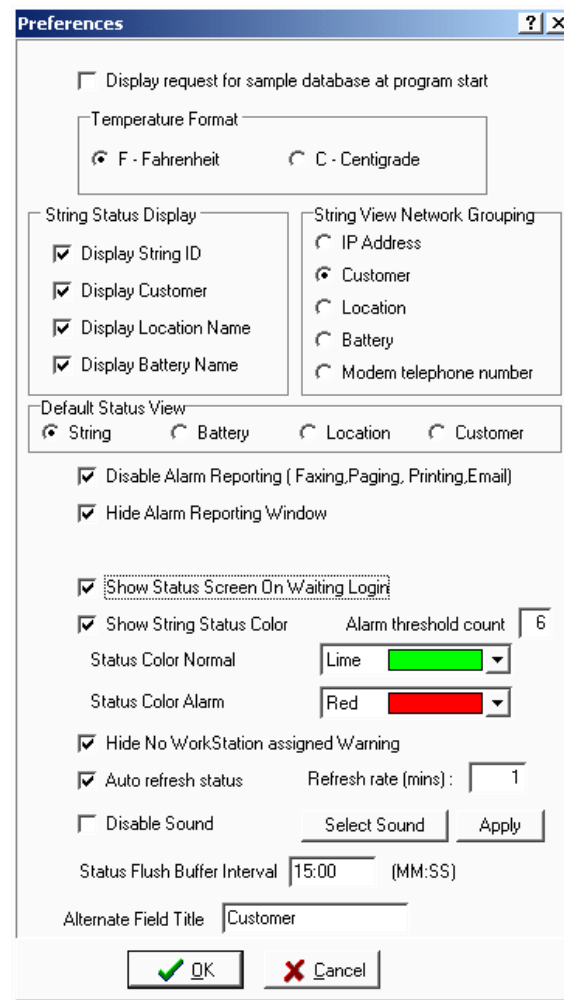 Preferences
Display request for sample database at program start
Temperature Format
F - Fahrenheit C - Centigrade
String Status Display
Display String ID
Display Customer
Display Location Name
Display Battery Name
String View Network Grouping
IP Address
Customer
Location
Battery
Modem telephone number
Default Status View
String Battery Location Customer
Disable Alarm Reporting ( Faxing,Paging, Printing,Email)
Hide Alarm Reporting Window
Show Status Screen On Waiting Login
Show String Status Color Alarm threshold count 6
Status Color Normal Lime
Status Color Alarm Red
Hide No WorkStation assigned Warning
Auto refresh status Refresh rate (mins) : 1
Disable Sound Select Sound Apply
Status Flush Buffer Interval 15:00 (MM:SS)
Alternate Field Title Customer
OK Cancel